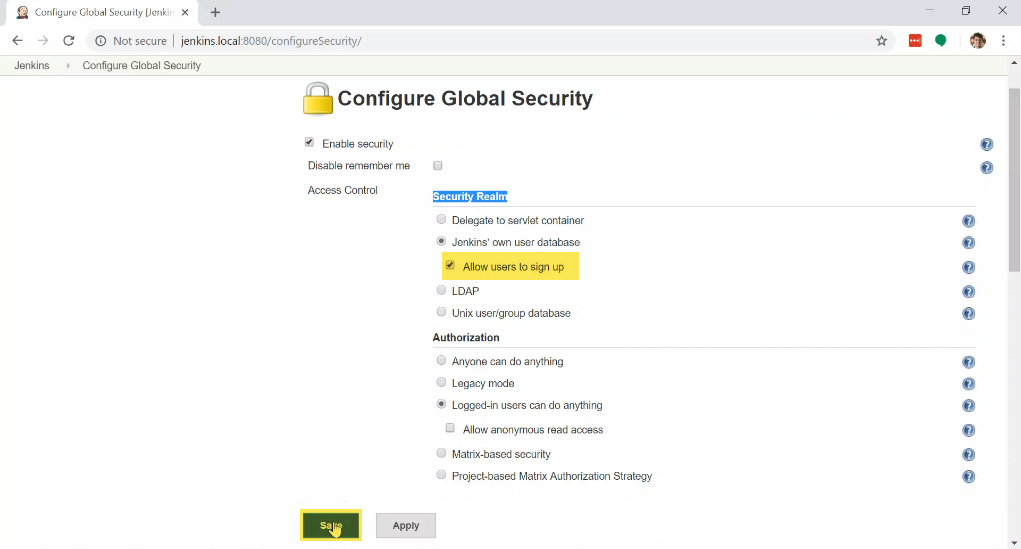 Configure Global Security [Jenkin
Not secure | jenkins.local:8080/configureSecurity/
Jenkins Configure Global Security
Configure Global Security
Enable security
Disable remember me
Access Control
Security Realm
Delegate to servlet container
Jenkins' own user database
Allow users to sign up
LDAP
Unix user/group database
Authorization
Anyone can do anything
Legacy mode
Logged-in users can do anything
Allow anonymous read access
Matrix-based security
Project-based Matrix Authorization Strategy
Save Apply